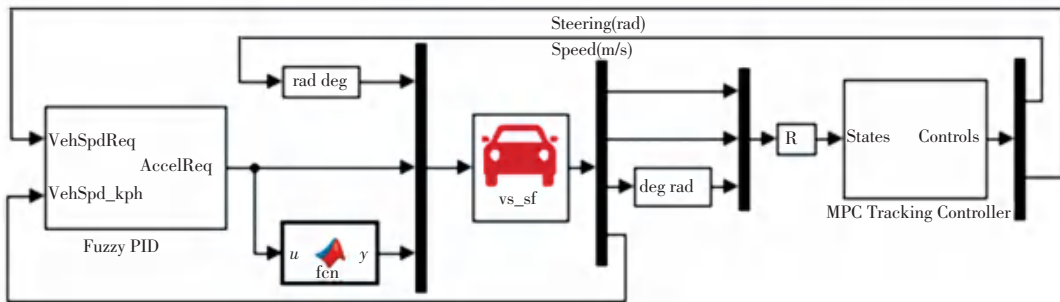 Steering(rad)
Speed(m/s)
rad deg
VehSpdReq
AccelReq
VehSpd_kph
Fuzzy PID
u
fcn
y
vs_sf
deg rad
R
States
Controls
MPC Tracking Controller